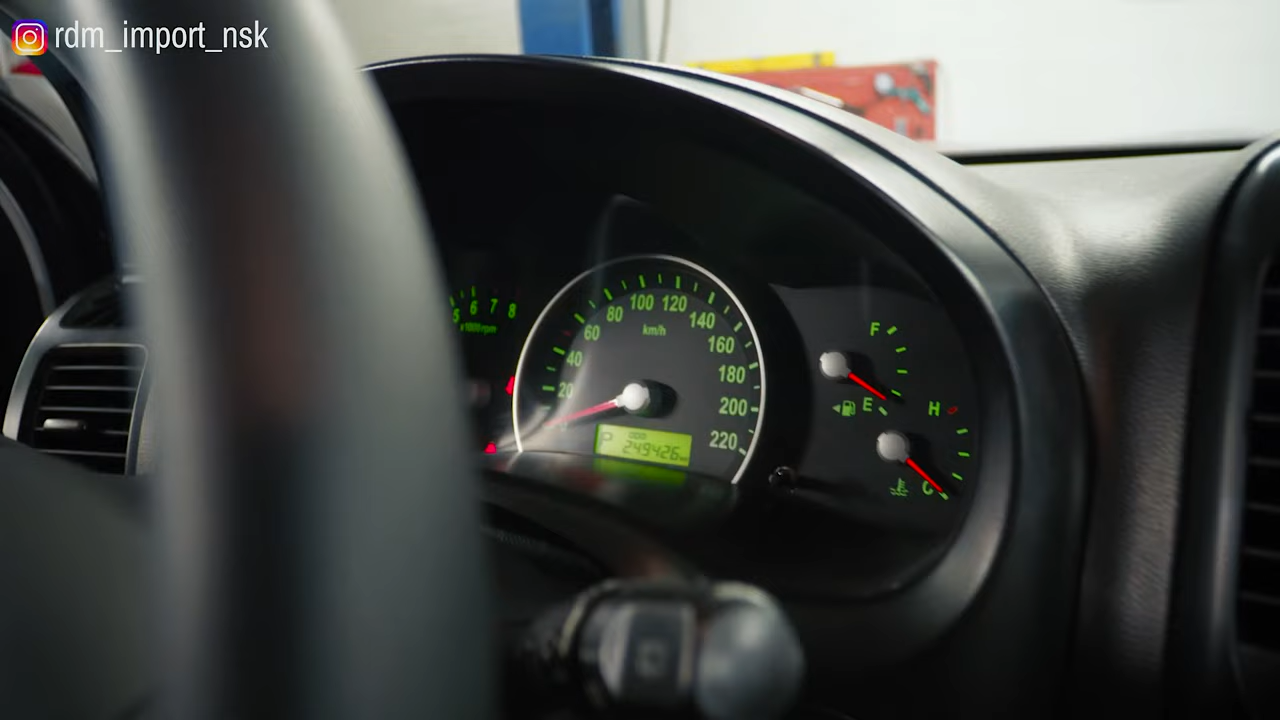 rdm_import_nsk
5 6 7 8
x1000rpm
20 40 60 80 100 120 140 160 180 200 220
km/h
P ODO 249426
F
E
H
C